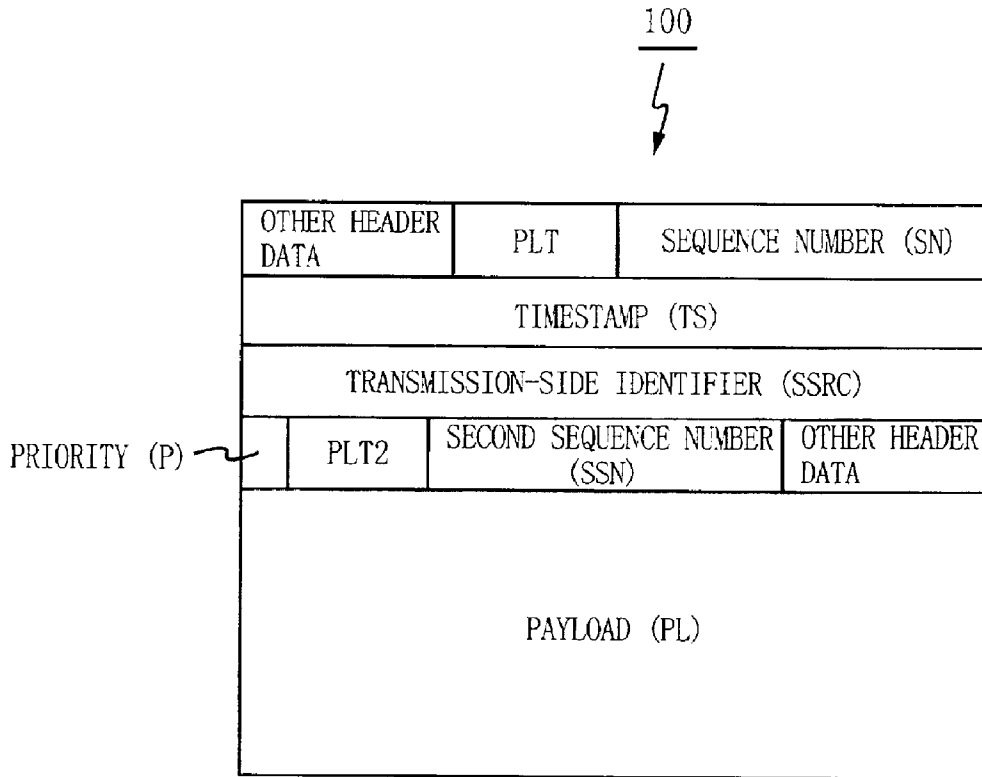 100
OTHER HEADER
DATA
PLT
SEQUENCE NUMBER (SN)
TIMESTAMP (TS)
TRANSMISSION-SIDE IDENTIFIER (SSRC)
PRIORITY (P)
PLT2
SECOND SEQUENCE NUMBER
(SSN)
OTHER HEADER
DATA
PAYLOAD (PL)